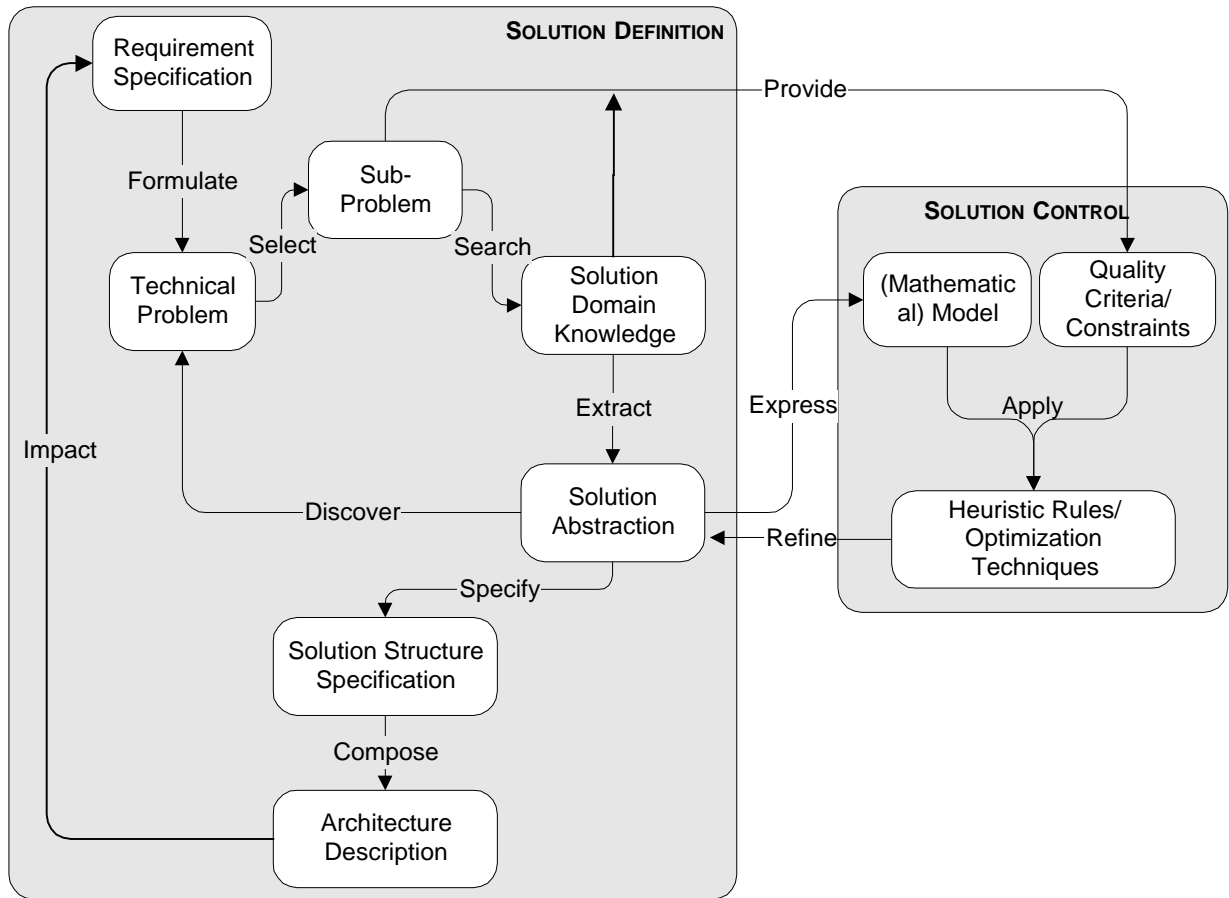 SOLUTION DEFINITION
Requirement
Specification
Provide
Formulate
Sub-
Problem
Select
Search
Technical
Problem
Solution
Domain
Knowledge
SOLUTION CONTROL
(Mathematic
al) Model
Quality
Criteria/
Constraints
Extract
Express
Apply
Impact
Discover
Solution
Abstraction
Refine
Heuristic Rules/
Optimization
Techniques
Specify
Solution Structure
Specification
Compose
Architecture
Description